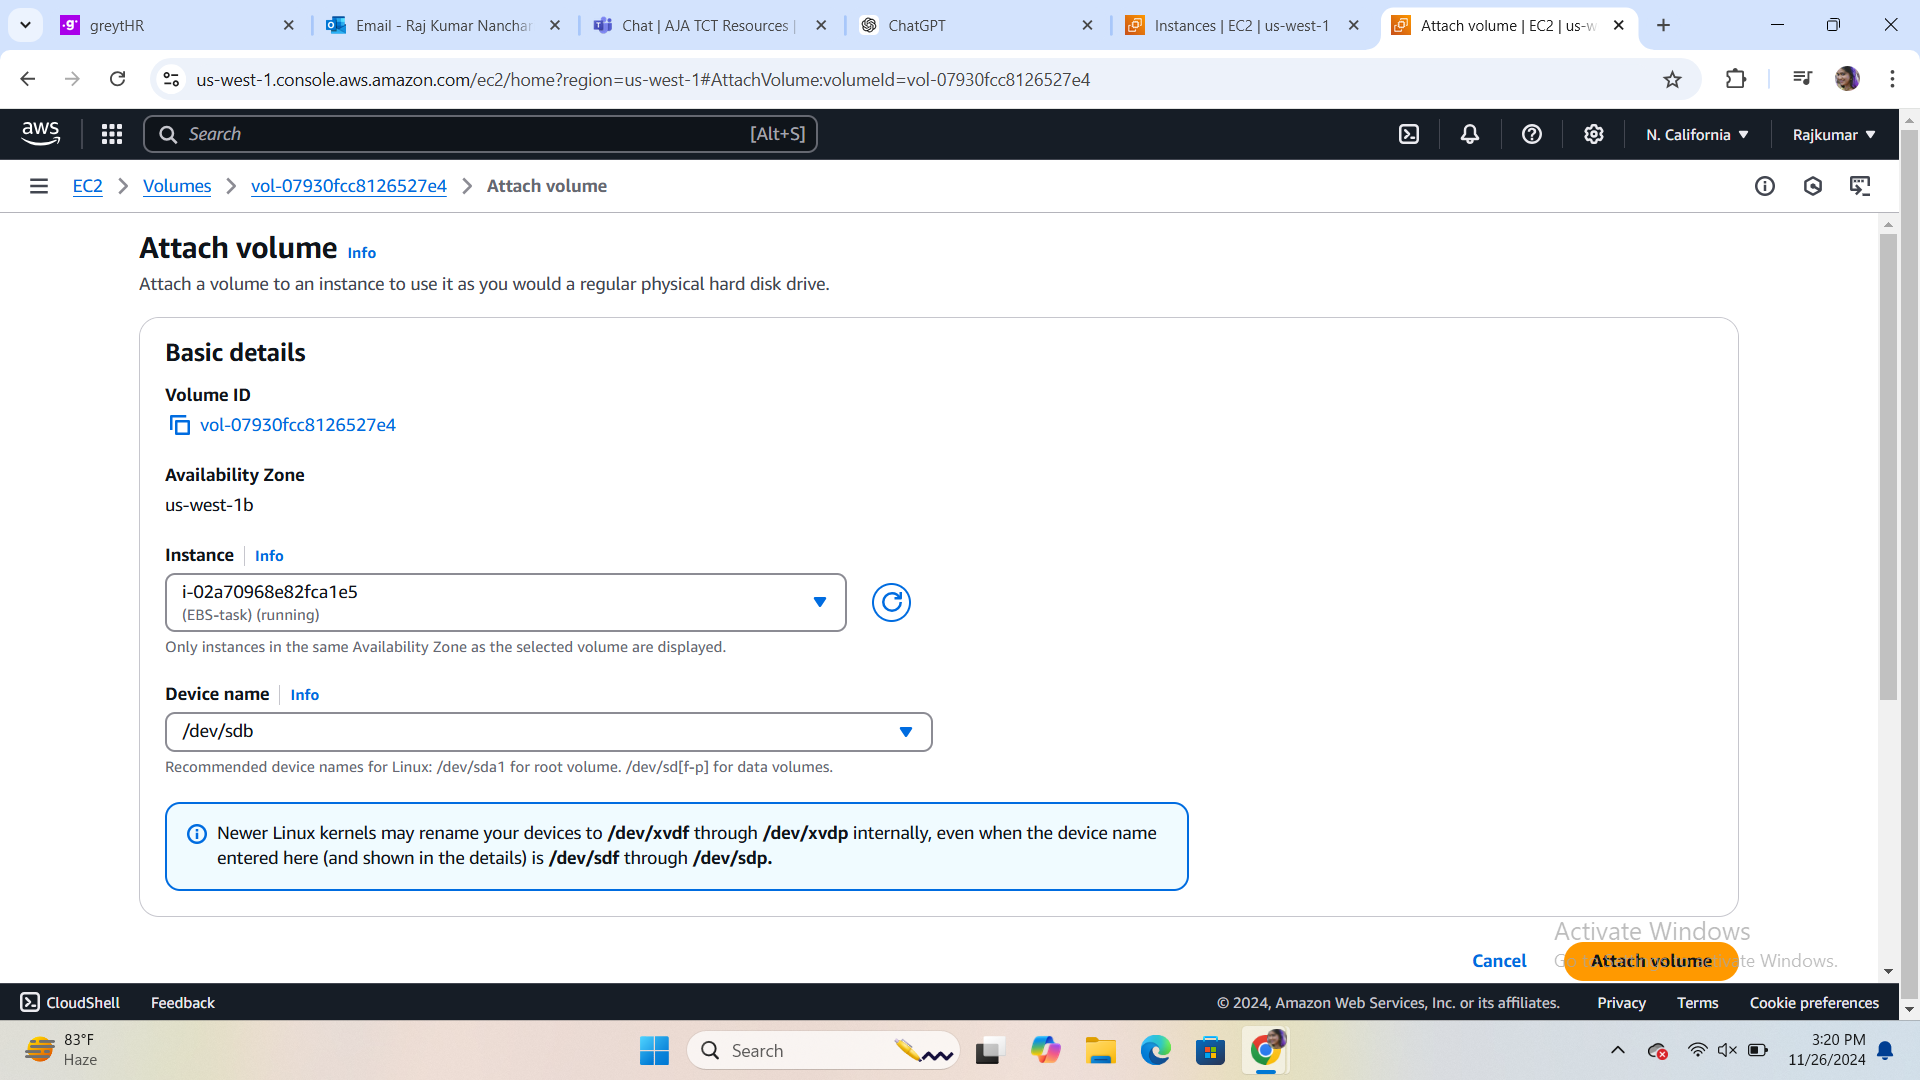 greytHR
Email - Raj Kumar Nanchar
Chat | AJA TCT Resources |
ChatGPT
Instances | EC2 | us-west-1
Attach volume | EC2 | us-w
us-west-1.console.aws.amazon.com/ec2/home?region=us-west-1#AttachVolume:volumeId=vol-07930fcc8126527e4
aws
Search
[Alt+S]
N. California
Rajkumar
EC2
Volumes
vol-07930fcc8126527e4
Attach volume
Attach volume Info
Attach a volume to an instance to use it as you would a regular physical hard disk drive.
Basic details
Volume ID
vol-07930fcc8126527e4
Availability Zone
us-west-1b
Instance Info
i-02a70968e82fca1e5
(EBS-task) (running)
Only instances in the same Availability Zone as the selected volume are displayed.
Device name Info
/dev/sdb
Recommended device names for Linux: /dev/sda1 for root volume. /dev/sd[f-p] for data volumes.
Newer Linux kernels may rename your devices to /dev/xvdf through /dev/xvdp internally, even when the device name
entered here (and shown in the details) is /dev/sdf through /dev/sdp.
Activate Windows
Cancel
Attach volume
Windows.
CloudShell
Feedback
© 2024, Amazon Web Services, Inc. or its affiliates.
Privacy
Terms
Cookie preferences
83°F
Haze
Search
3:20 PM
11/26/2024